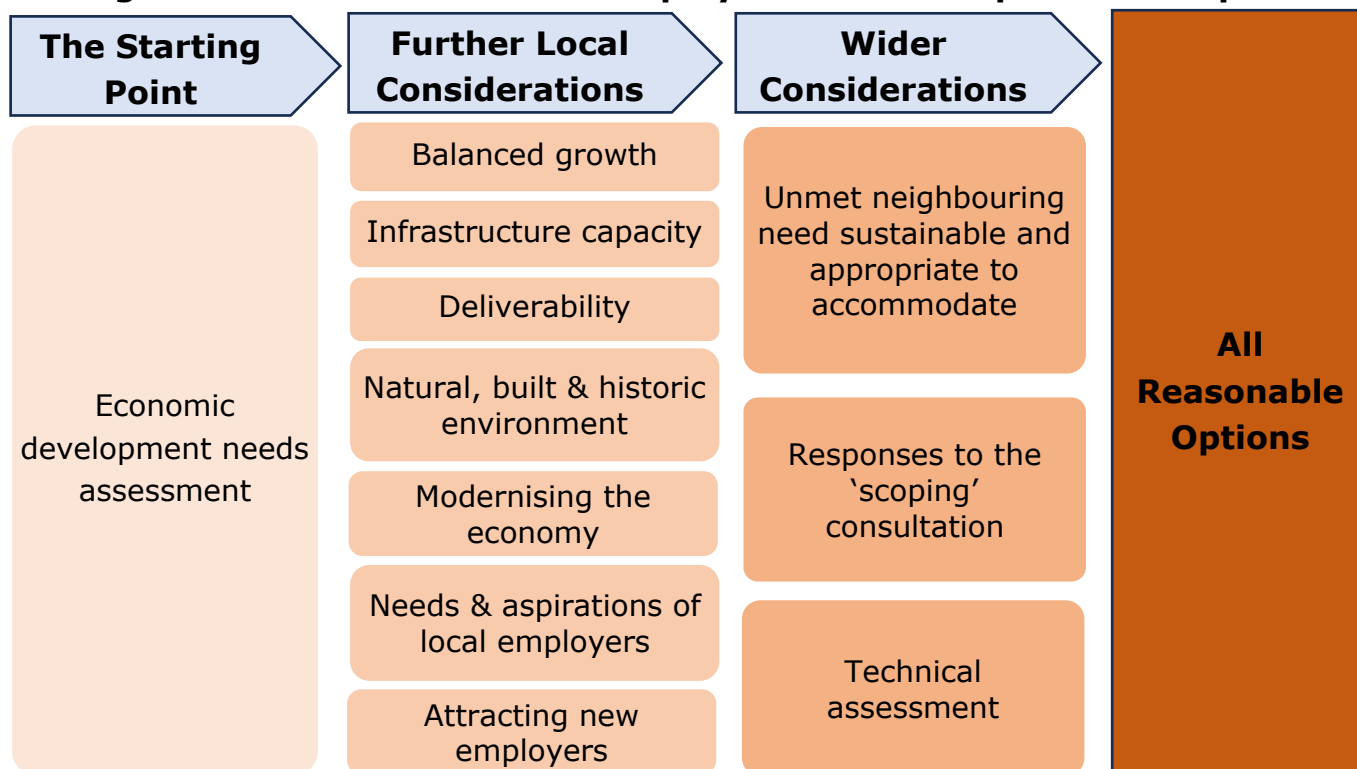 The Starting
Point
Further Local
Considerations
Wider
Considerations
Economic
development needs
assessment
Balanced growth
Infrastructure capacity
Deliverability
Natural, built & historic
environment
Modernising the
economy
Needs & aspirations of
local employers
Attracting new
employers
Unmet neighbouring
need sustainable and
appropriate to
accommodate
Responses to the
‘scoping’
consultation
Technical
assessment
All
Reasonable
Options